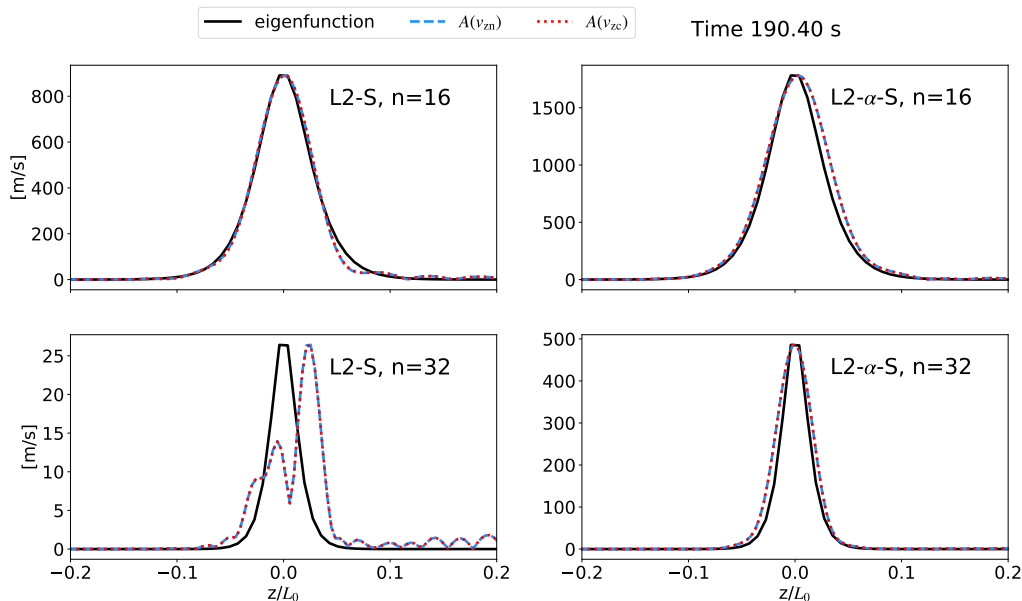 eigenfunction A(v_zn) A(v_zc) Time 190.40 s
L2-S, n=16
[m/s]
800
600
400
200
0
L2-α-S, n=16
1500
1000
500
0
L2-S, n=32
[m/s]
25
20
15
10
5
0
−0.2 −0.1 0.0 0.1 0.2
z/L₀
L2-α-S, n=32
500
400
300
200
100
0
−0.2 −0.1 0.0 0.1 0.2
z/L₀